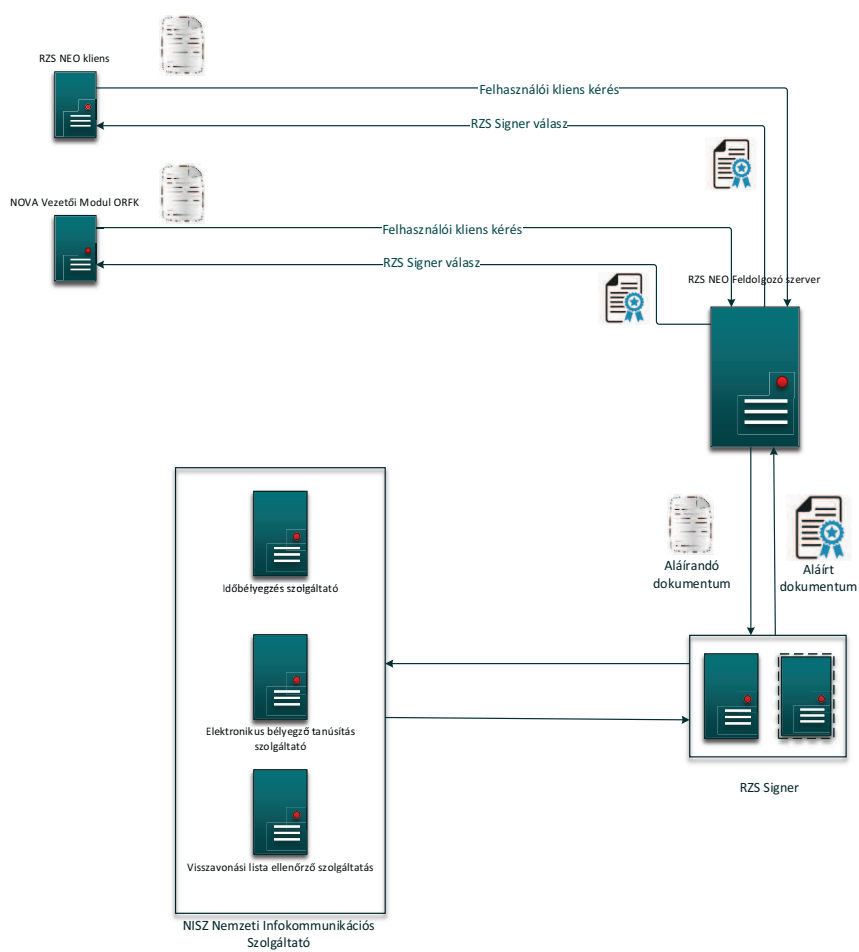 RZS NEO kliens
Felhasználói kliens kérés
RZS Signer válasz
NOVA Vezetői Modul ORFK
Felhasználói kliens kérés
RZS Signer válasz
RZS NEO Feldolgozó szerver
Aláírandó
dokumentum
Aláírt
dokumentum
Időbélyegzés szolgáltató
Elektronikus bélyegző tanúsítás
szolgáltató
Visszavonási lista ellenőrző szolgáltatás
RZS Signer
NISZ Nemzeti Infokommunikációs
Szolgáltató